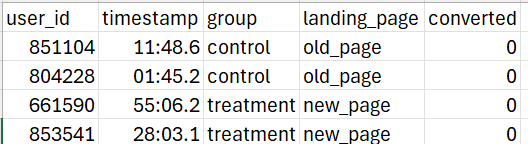 user_id timestamp group landing_page converted
851104 11:48.6 control old_page 0
804228 01:45.2 control old_page 0
661590 55:06.2 treatment new_page 0
853541 28:03.1 treatment new_page 0